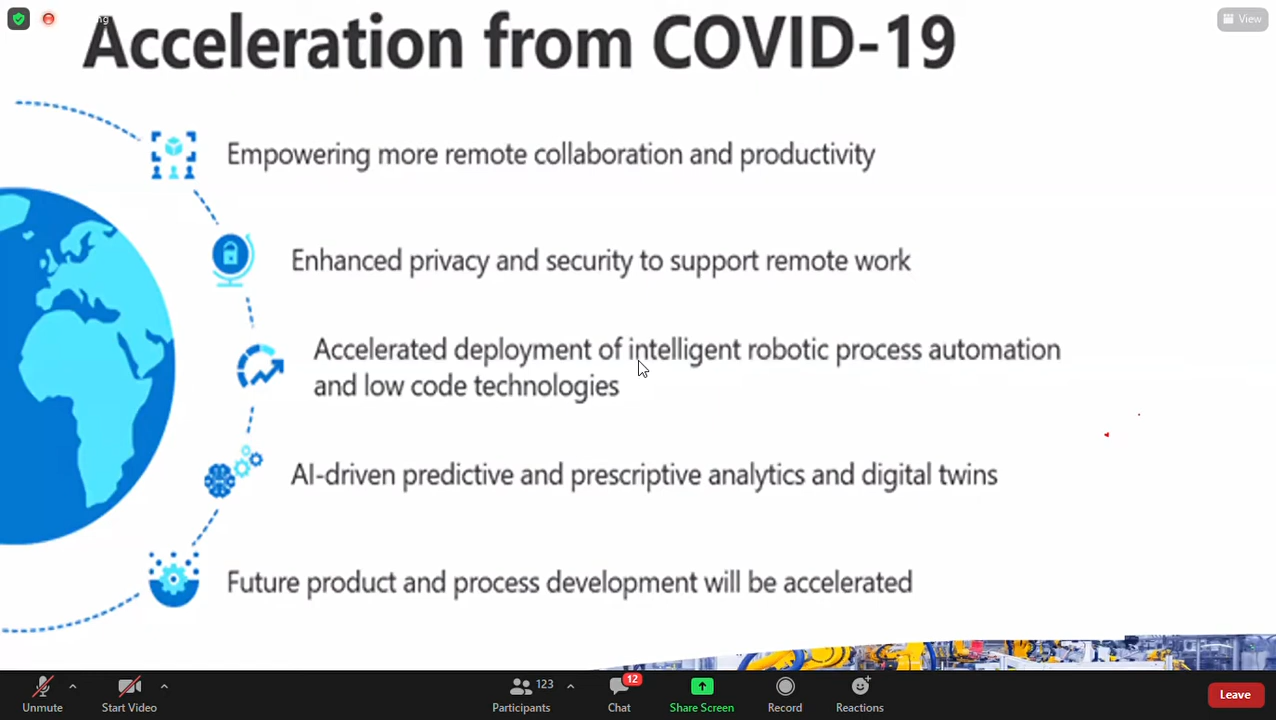 View
Acceleration from COVID-19
Empowering more remote collaboration and productivity
Enhanced privacy and security to support remote work
Accelerated deployment of intelligent robotic process automation
and low code technologies
AI-driven predictive and prescriptive analytics and digital twins
Future product and process development will be accelerated
Unmute
Start Video
Participants
123
Chat
12
Share Screen
Record
Reactions
Leave